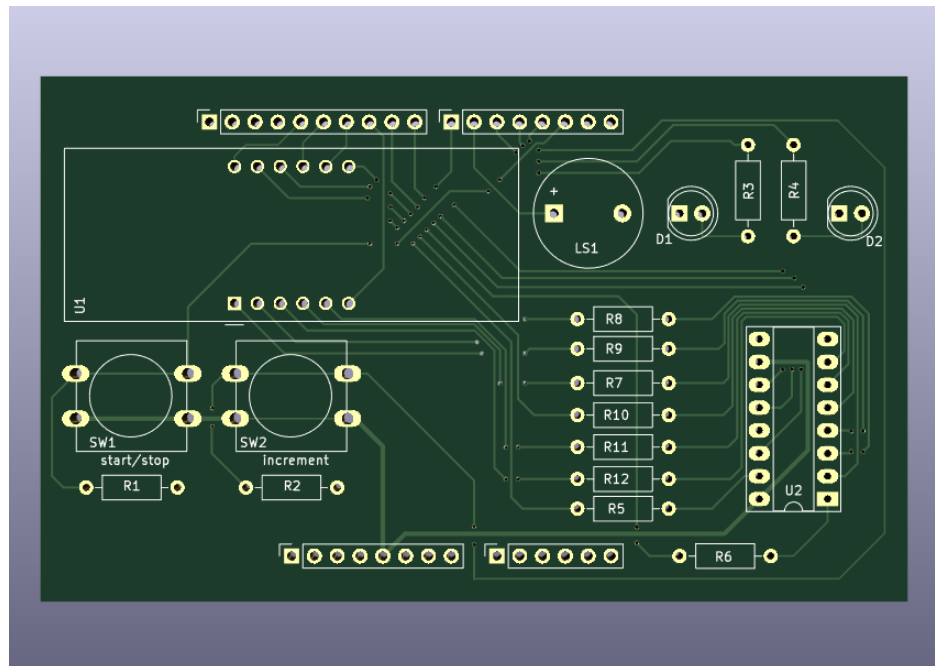 +
LS1
R3
R4
D1
D2
U1
R8
R9
R7
R10
R11
R12
R5
U2
SW1
start/stop
SW2
increment
R1
R2
R6